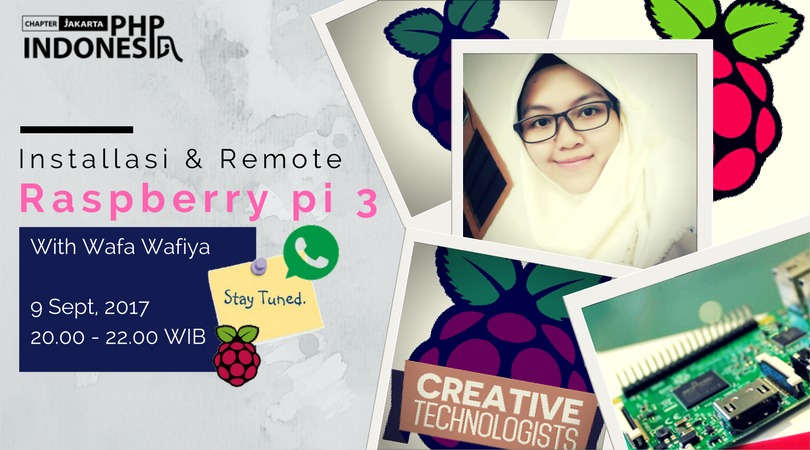 CHAPTER JAKARTA PHP
INDONESIA
Installasi & Remote
Raspberry pi 3
With Wafa Wafiya
Stay Tuned.
9 Sept, 2017
20.00 - 22.00 WIB
CREATIVE
TECHNOLOGISTS